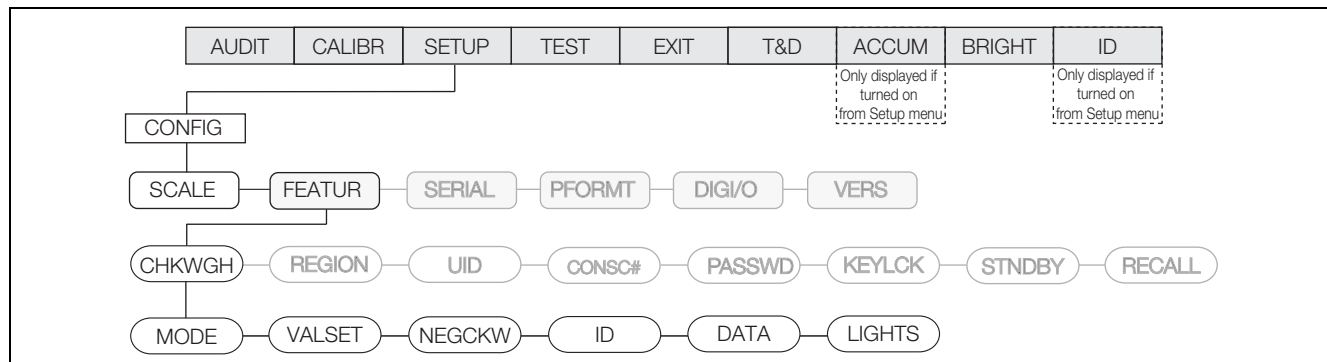 AUDIT CALIBR SETUP TEST EXIT T&D ACCUM BRIGHT ID
Only displayed if
turned on
from Setup menu
Only displayed if
turned on
from Setup menu
CONFIG
SCALE FEATUR SERIAL PFORMT DIGI/O VERS
CHKWGH REGION UID CONSC# PASSWD KEYLCK STNDBY RECALL
MODE VALSET NEGCKW ID DATA LIGHTS